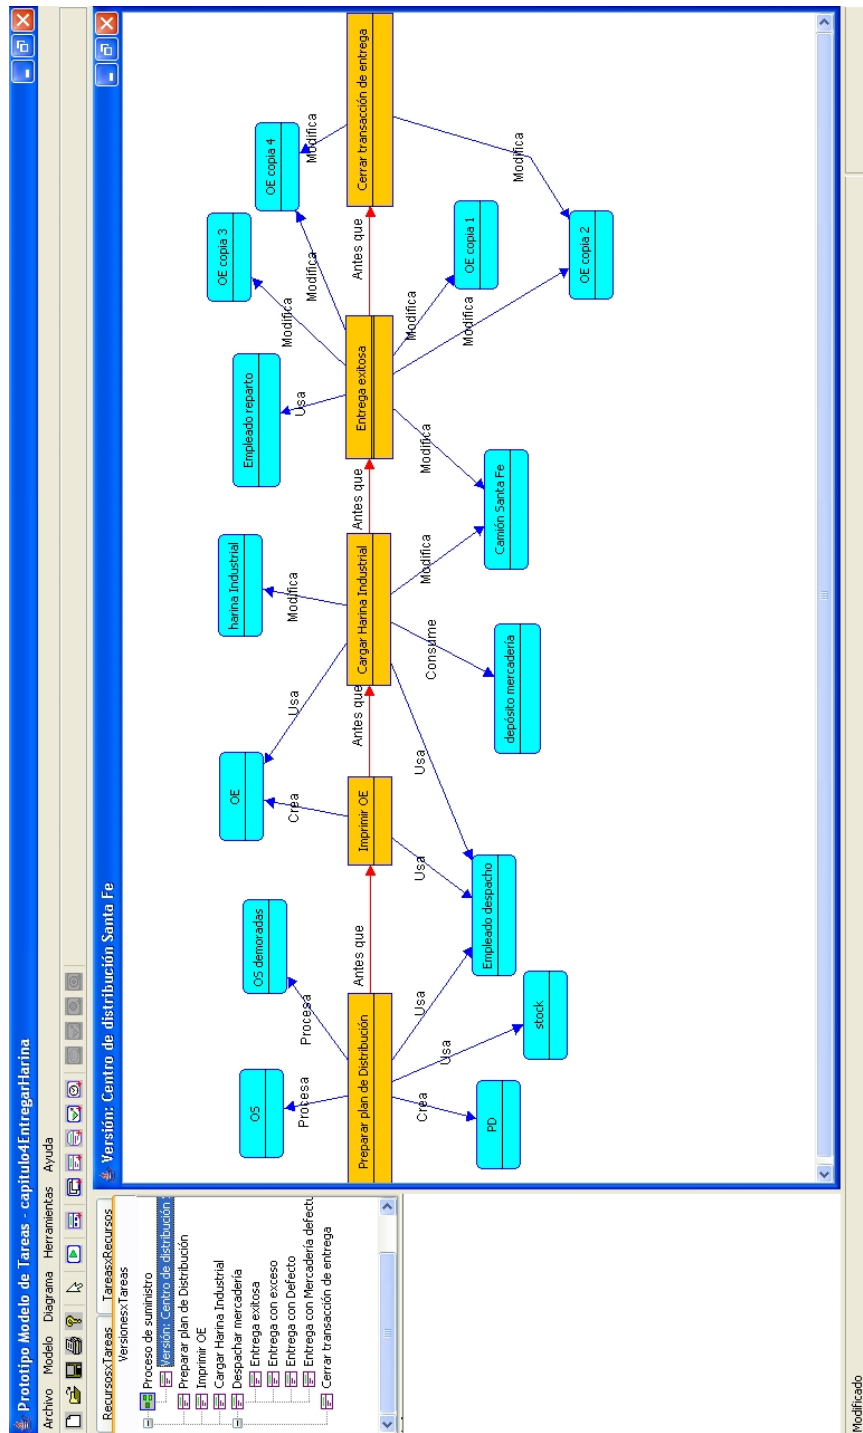 Prototipo Modelo de Tareas - capitulo4EntregarHarina
Archivo Modelo Diagrama Herramientas Ayuda
RecursosxTareas TareasxRecursos
VersionesxTareas
Proceso de suministro
Versión: Centro de distribución
Preparar plan de Distribución
Imprimir OE
Cargar Harina Industrial
Despachar mercadería
Entrega exitosa
Entrega con exceso
Entrega con Defecto
Entrega con Mercadería defectu
Cerrar transacción de entrega
Versión: Centro de distribución Santa Fe
OE copia 4
OE copia 3
Modifica
Empleado reparto
Modifica
Modifica
harina Industrial
Usa
OE
Modifica
Usa
OS demoradas
Crea
OS
Procesa
Procesa
Antes que
Antes que
Antes que
Antes que
Preparar plan de Distribución
Imprimir OE
Cargar Harina Industrial
Entrega exitosa
Cerrar transacción de entrega
Crea
Usa
Usa
Usa
Usa
Consume
Modifica
Modifica
Modifica
Modifica
Modifica
OE copia 1
PD
stock
Empleado despacho
depósito mercadería
Camión Santa Fe
OE copia 2
Modificado